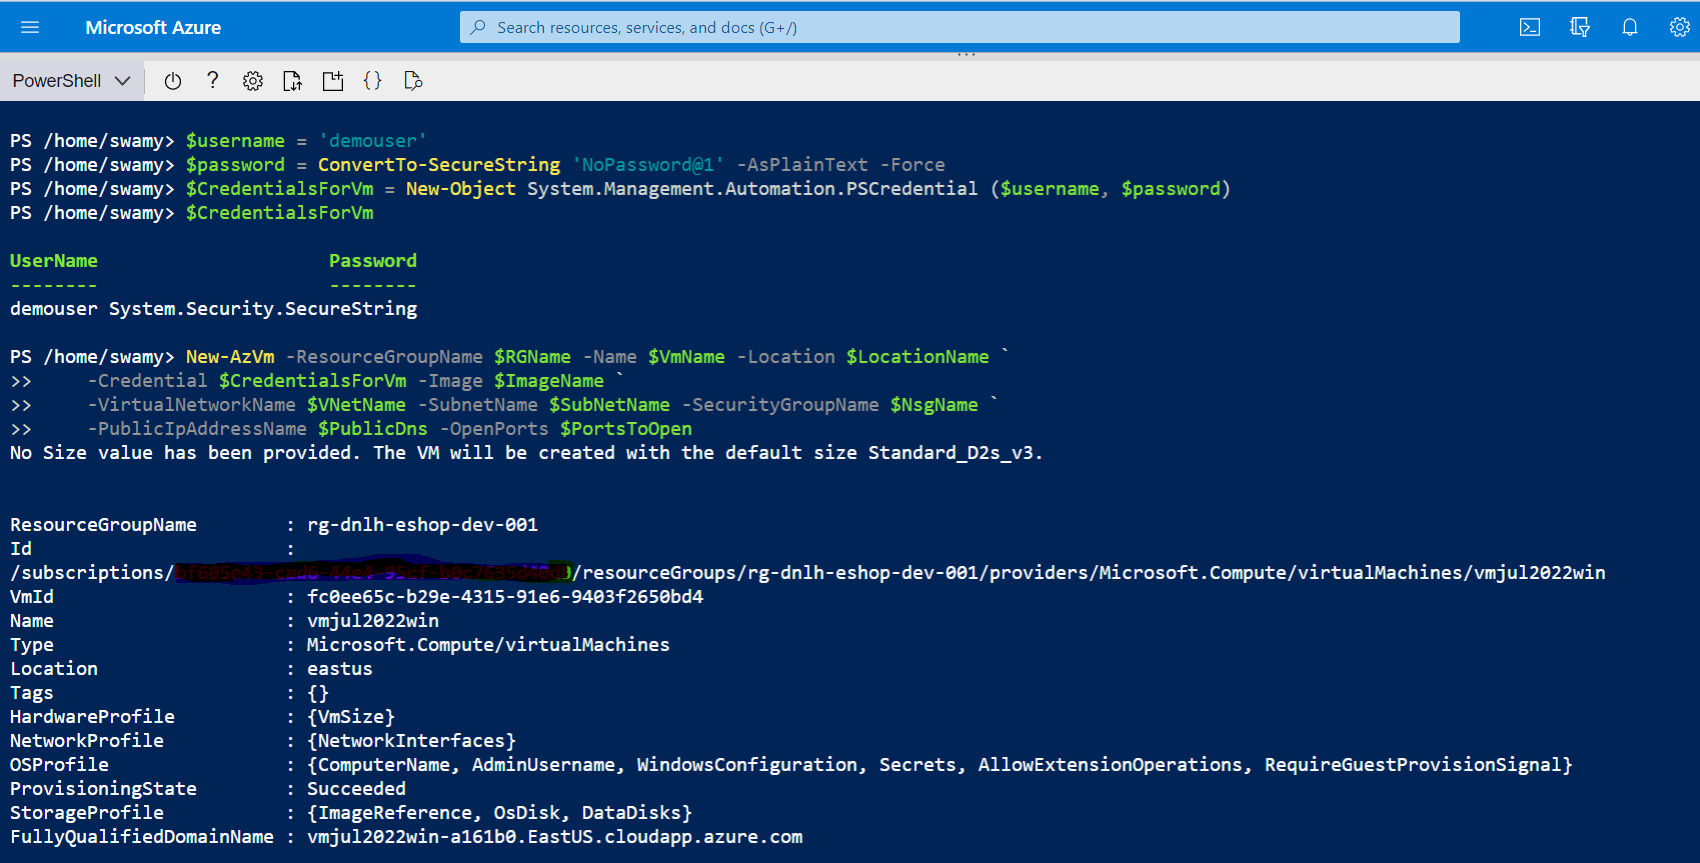 Microsoft Azure
Search resources, services, and docs (G+/)
PowerShell
PS /home/swamy> $username = 'demouser'
PS /home/swamy> $password = ConvertTo-SecureString 'NoPassword@1' -AsPlainText -Force
PS /home/swamy> $CredentialsForVm = New-Object System.Management.Automation.PSCredential ($username, $password)
PS /home/swamy> $CredentialsForVm
UserName Password
-------- --------
demouser System.Security.SecureString
PS /home/swamy> New-AzVm -ResourceGroupName $RGName -Name $VmName -Location $LocationName `
>> -Credential $CredentialsForVm -Image $ImageName `
>> -VirtualNetworkName $VNetName -SubnetName $SubNetName -SecurityGroupName $NsgName `
>> -PublicIpAddressName $PublicDns -OpenPorts $PortsToOpen
No Size value has been provided. The VM will be created with the default size Standard_D2s_v3.
ResourceGroupName : rg-dnlh-eshop-dev-001
Id :
/subscriptions/ /resourceGroups/rg-dnlh-eshop-dev-001/providers/Microsoft.Compute/virtualMachines/vmjul2022win
VmId : fc0ee65c-b29e-4315-91e6-9403f2650bd4
Name : vmjul2022win
Type : Microsoft.Compute/virtualMachines
Location : eastus
Tags : {}
HardwareProfile : {VmSize}
NetworkProfile : {NetworkInterfaces}
OSProfile : {ComputerName, AdminUsername, WindowsConfiguration, Secrets, AllowExtensionOperations, RequireGuestProvisionSignal}
ProvisioningState : Succeeded
StorageProfile : {ImageReference, OsDisk, DataDisks}
FullyQualifiedDomainName : vmjul2022win-a161b0.EastUS.cloudapp.azure.com